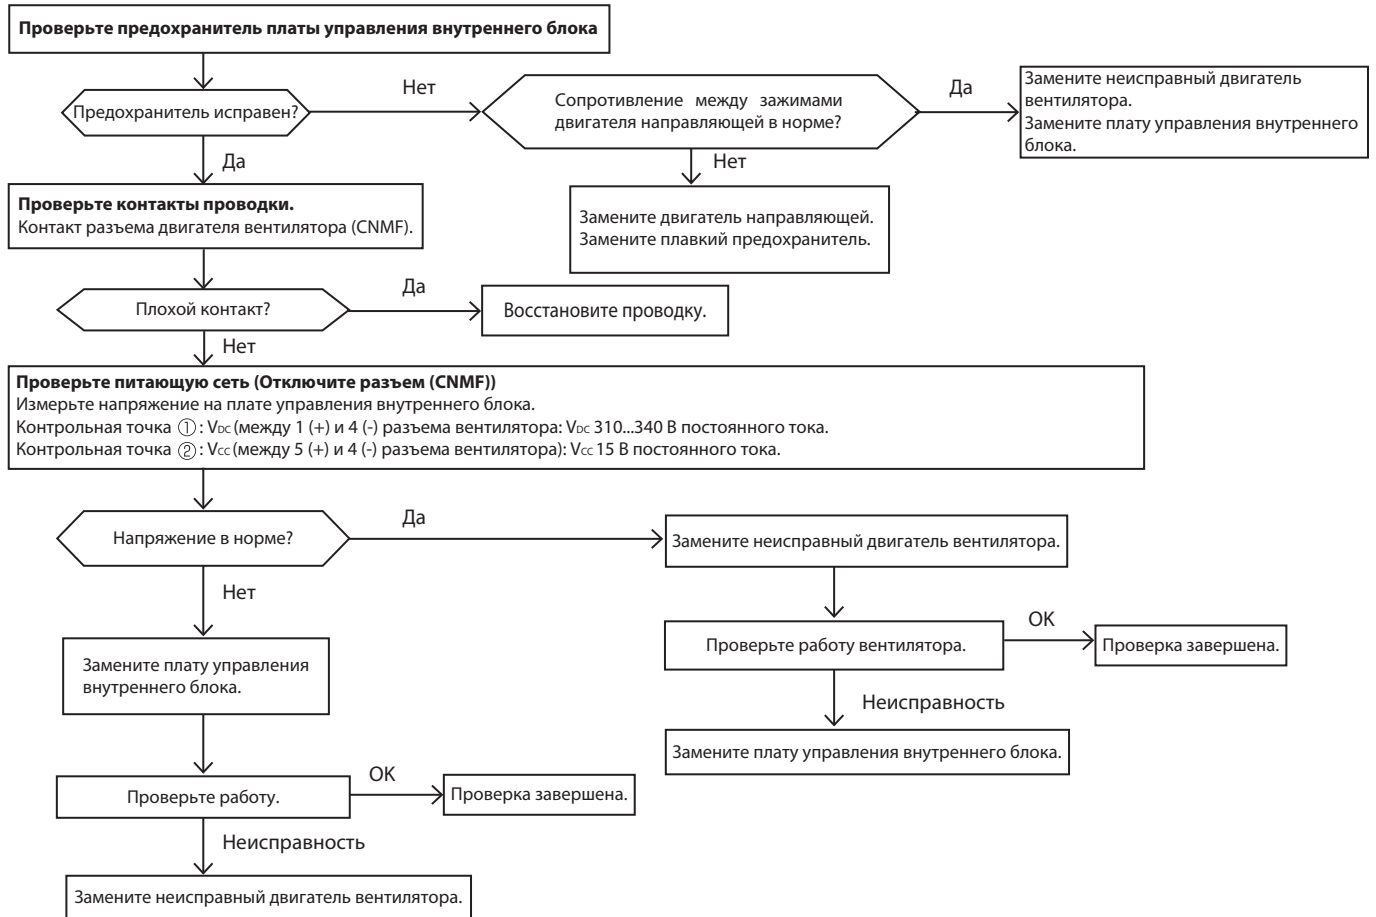 Проверьте предохранитель платы управления внутреннего блока
Предохранитель исправен?
Нет
Сопротивление между зажимами
двигателя направляющей в норме?
Да
Замените неисправный двигатель
вентилятора.
Замените плату управления внутреннего
блока.
Да
Нет
Проверьте контакты проводки.
Контакт разъема двигателя вентилятора (CNMF).
Замените двигатель направляющей.
Замените плавкий предохранитель.
Плохой контакт?
Да
Восстановите проводку.
Нет
Проверьте питающую сеть (Отключите разъем (CNMF))
Измерьте напряжение на плате управления внутреннего блока.
Контрольная точка ①: VDC (между 1 (+) и 4 (-) разъема вентилятора: VDC 310...340 В постоянного тока.
Контрольная точка ②: VCC (между 5 (+) и 4 (-) разъема вентилятора): VCC 15 В постоянного тока.
Напряжение в норме?
Да
Замените неисправный двигатель вентилятора.
Нет
Проверьте работу вентилятора.
OK
Проверка завершена.
Замените плату управления
внутреннего блока.
Неисправность
Замените плату управления внутреннего блока.
Проверьте работу.
OK
Проверка завершена.
Неисправность
Замените неисправный двигатель вентилятора.